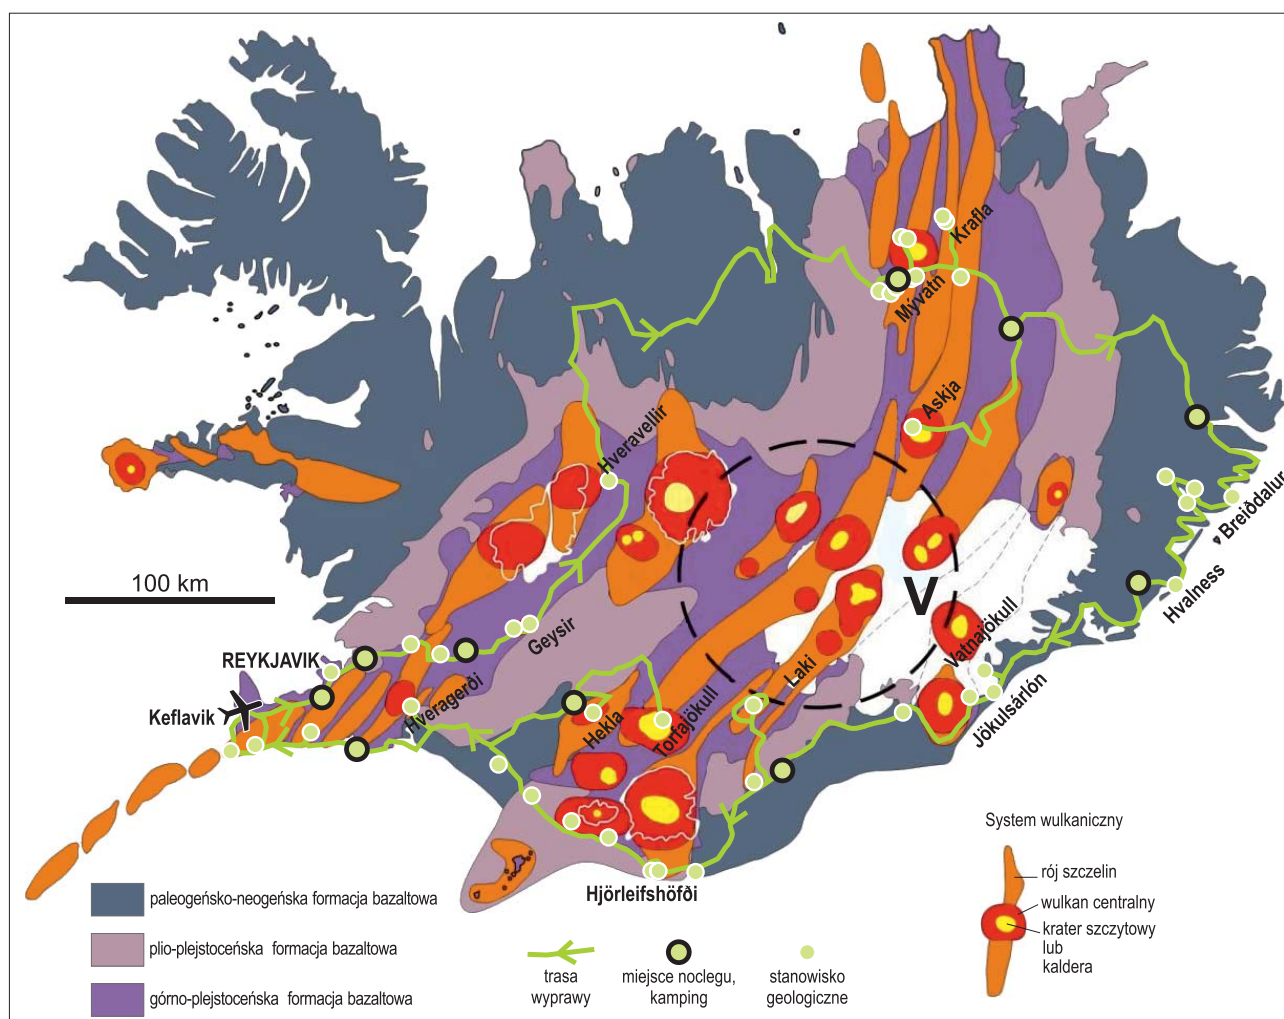 Krafla
Mývatn
Askja
Hveravellir
Breiðdalur
100 km
V
Hvalness
Geysir
REYKJAVIK
Vatnajökull
Laki
Hveragerði
Keflavik
Hekla
Torfajökull
Jökulsárlón
System wulkaniczny
rój szczelin
Hjörleifshöfði
paleogeńsko-neogeńska formacja bazaltowa
wulkan centralny
krater szczytowy
plio-plejstoceńska formacja bazaltowa
lub
kaldera
trasa
wyprawy
miejsce noclegu,
kamping
stanowisko
geologiczne
górno-plejstoceńska formacja bazaltowa